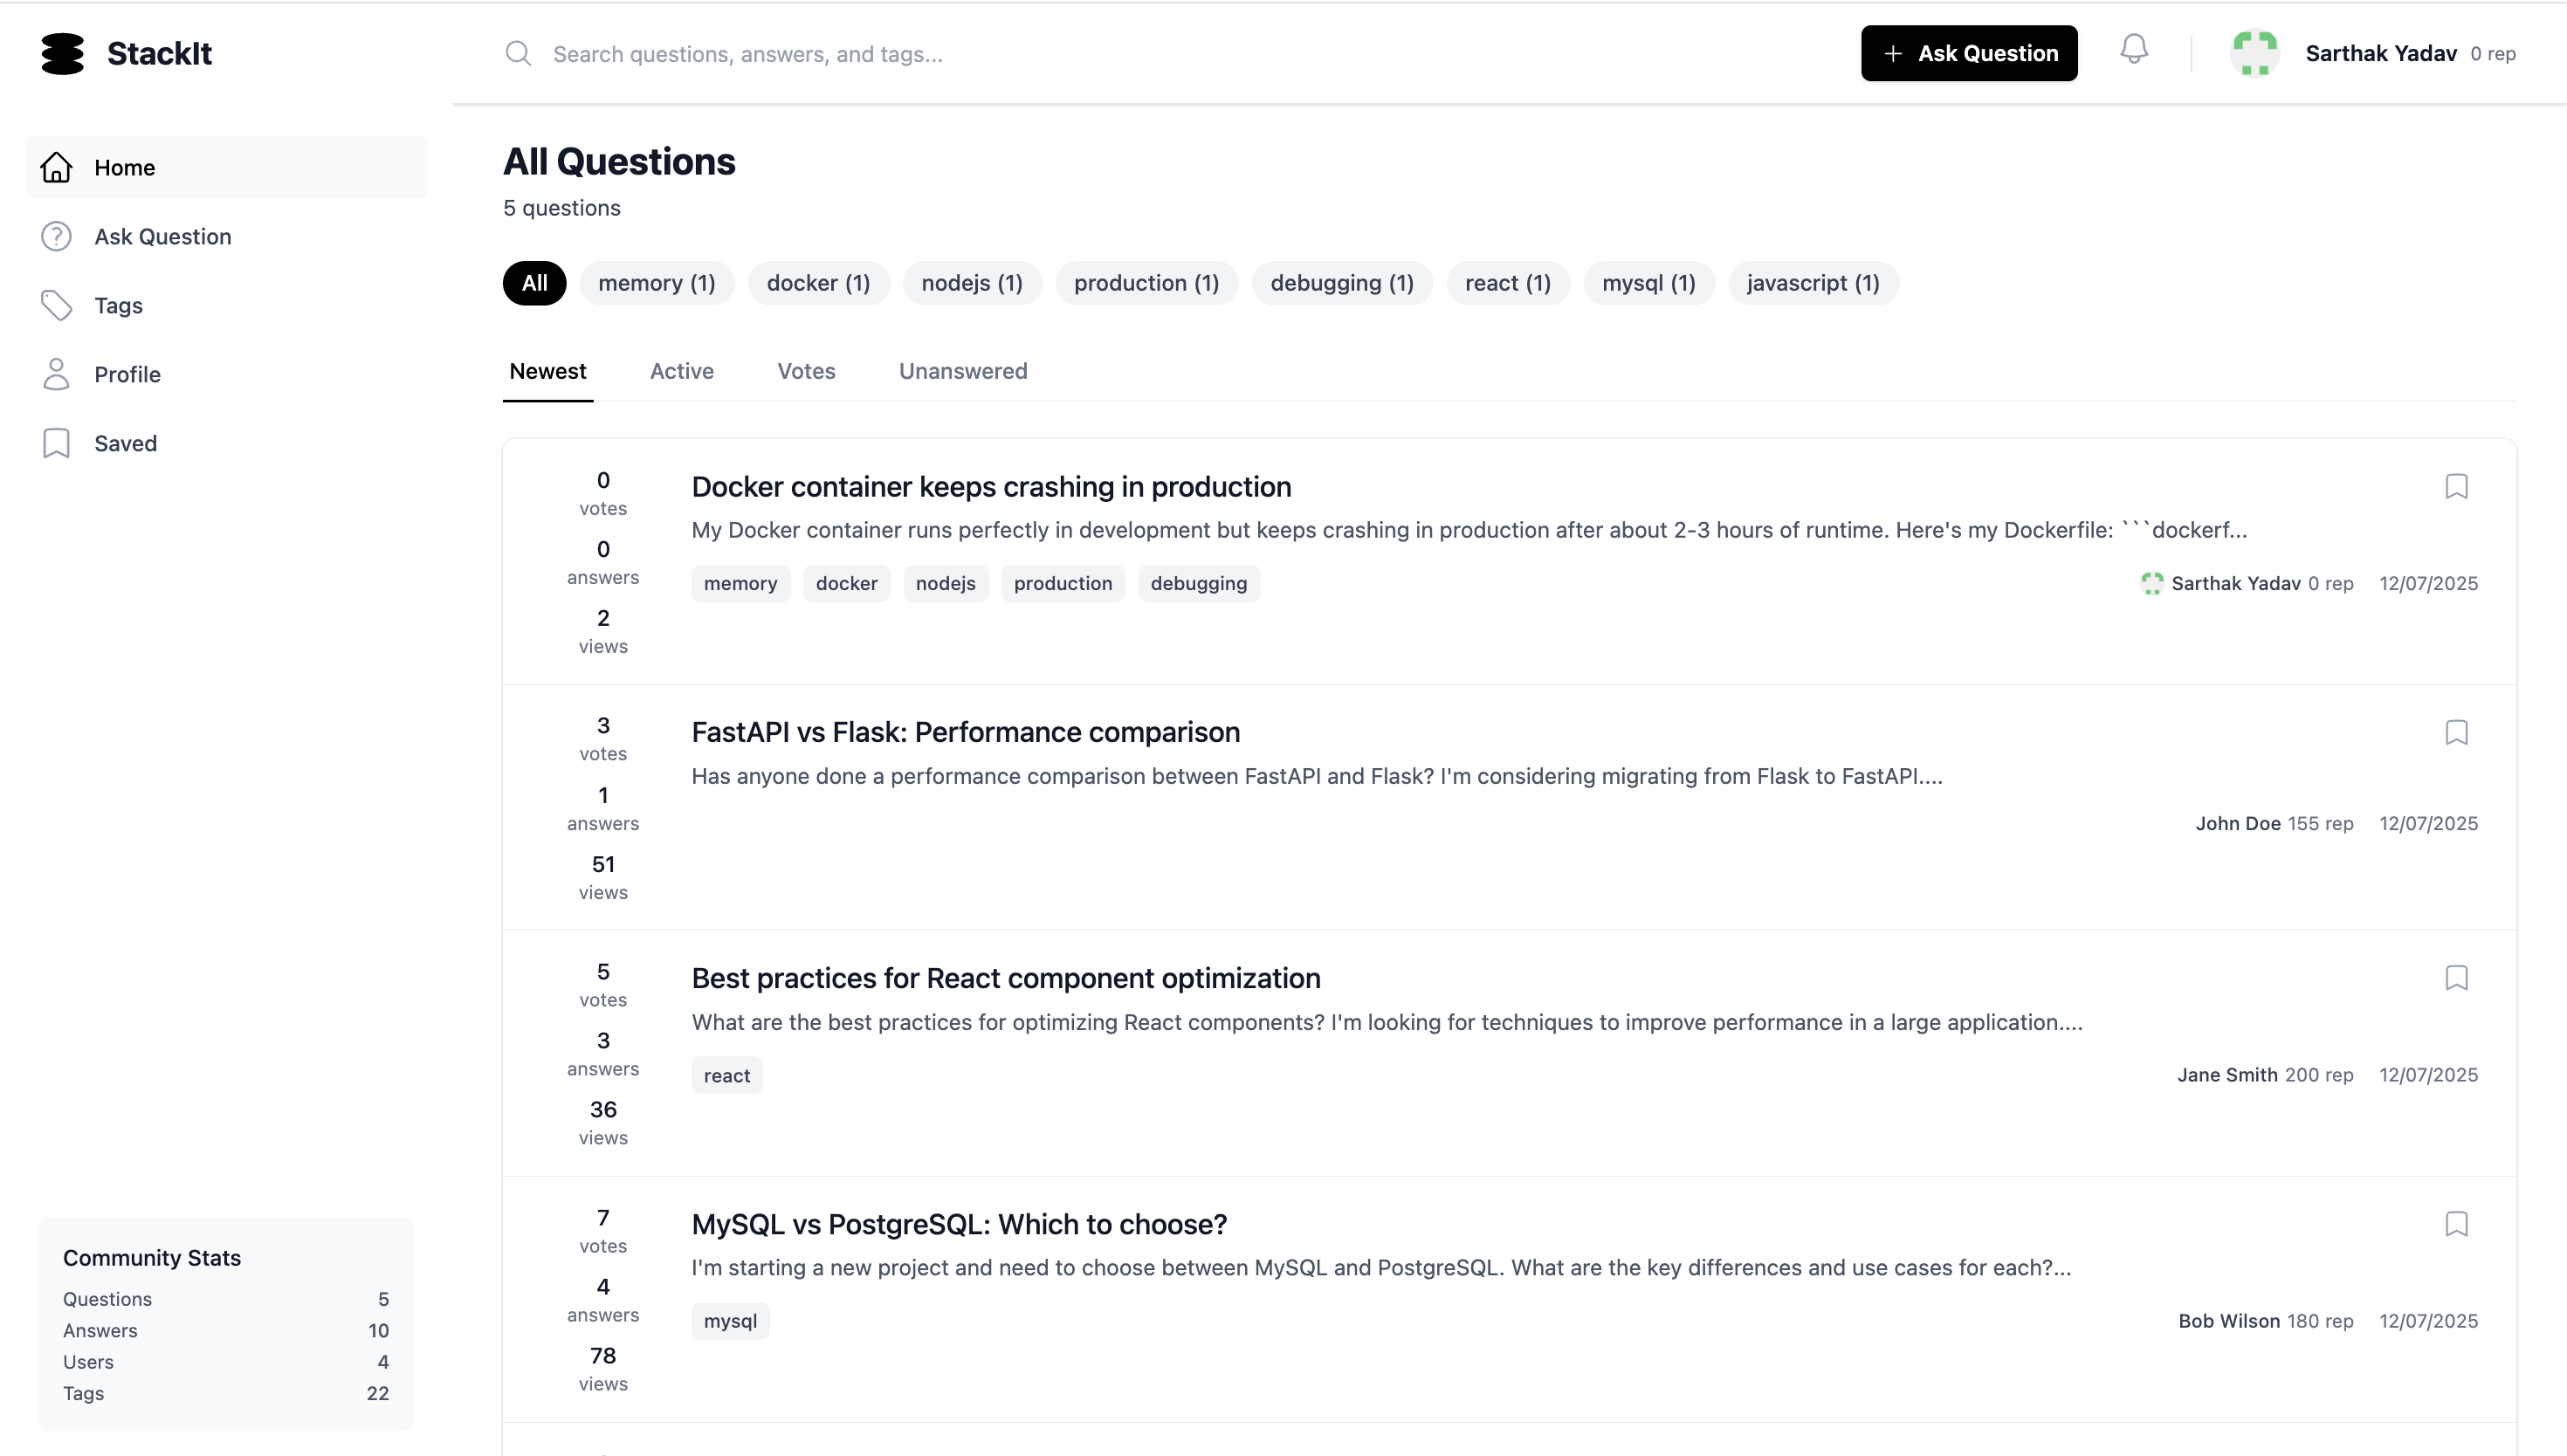 StackIt
Search questions, answers, and tags...
+ Ask Question
Sarthak Yadav 0 rep
Home
Ask Question
Tags
Profile
Saved
Community Stats
Questions 5
Answers 10
Users 4
Tags 22
All Questions
5 questions
All memory (1) docker (1) nodejs (1) production (1) debugging (1) react (1) mysql (1) javascript (1)
Newest Active Votes Unanswered
0
votes
0
answers
2
views
Docker container keeps crashing in production
My Docker container runs perfectly in development but keeps crashing in production after about 2-3 hours of runtime. Here's my Dockerfile: ```dockerf...
memory docker nodejs production debugging
Sarthak Yadav 0 rep 12/07/2025
3
votes
1
answers
51
views
FastAPI vs Flask: Performance comparison
Has anyone done a performance comparison between FastAPI and Flask? I'm considering migrating from Flask to FastAPI....
John Doe 155 rep 12/07/2025
5
votes
3
answers
36
views
Best practices for React component optimization
What are the best practices for optimizing React components? I'm looking for techniques to improve performance in a large application....
react
Jane Smith 200 rep 12/07/2025
7
votes
4
answers
78
views
MySQL vs PostgreSQL: Which to choose?
I'm starting a new project and need to choose between MySQL and PostgreSQL. What are the key differences and use cases for each?...
mysql
Bob Wilson 180 rep 12/07/2025